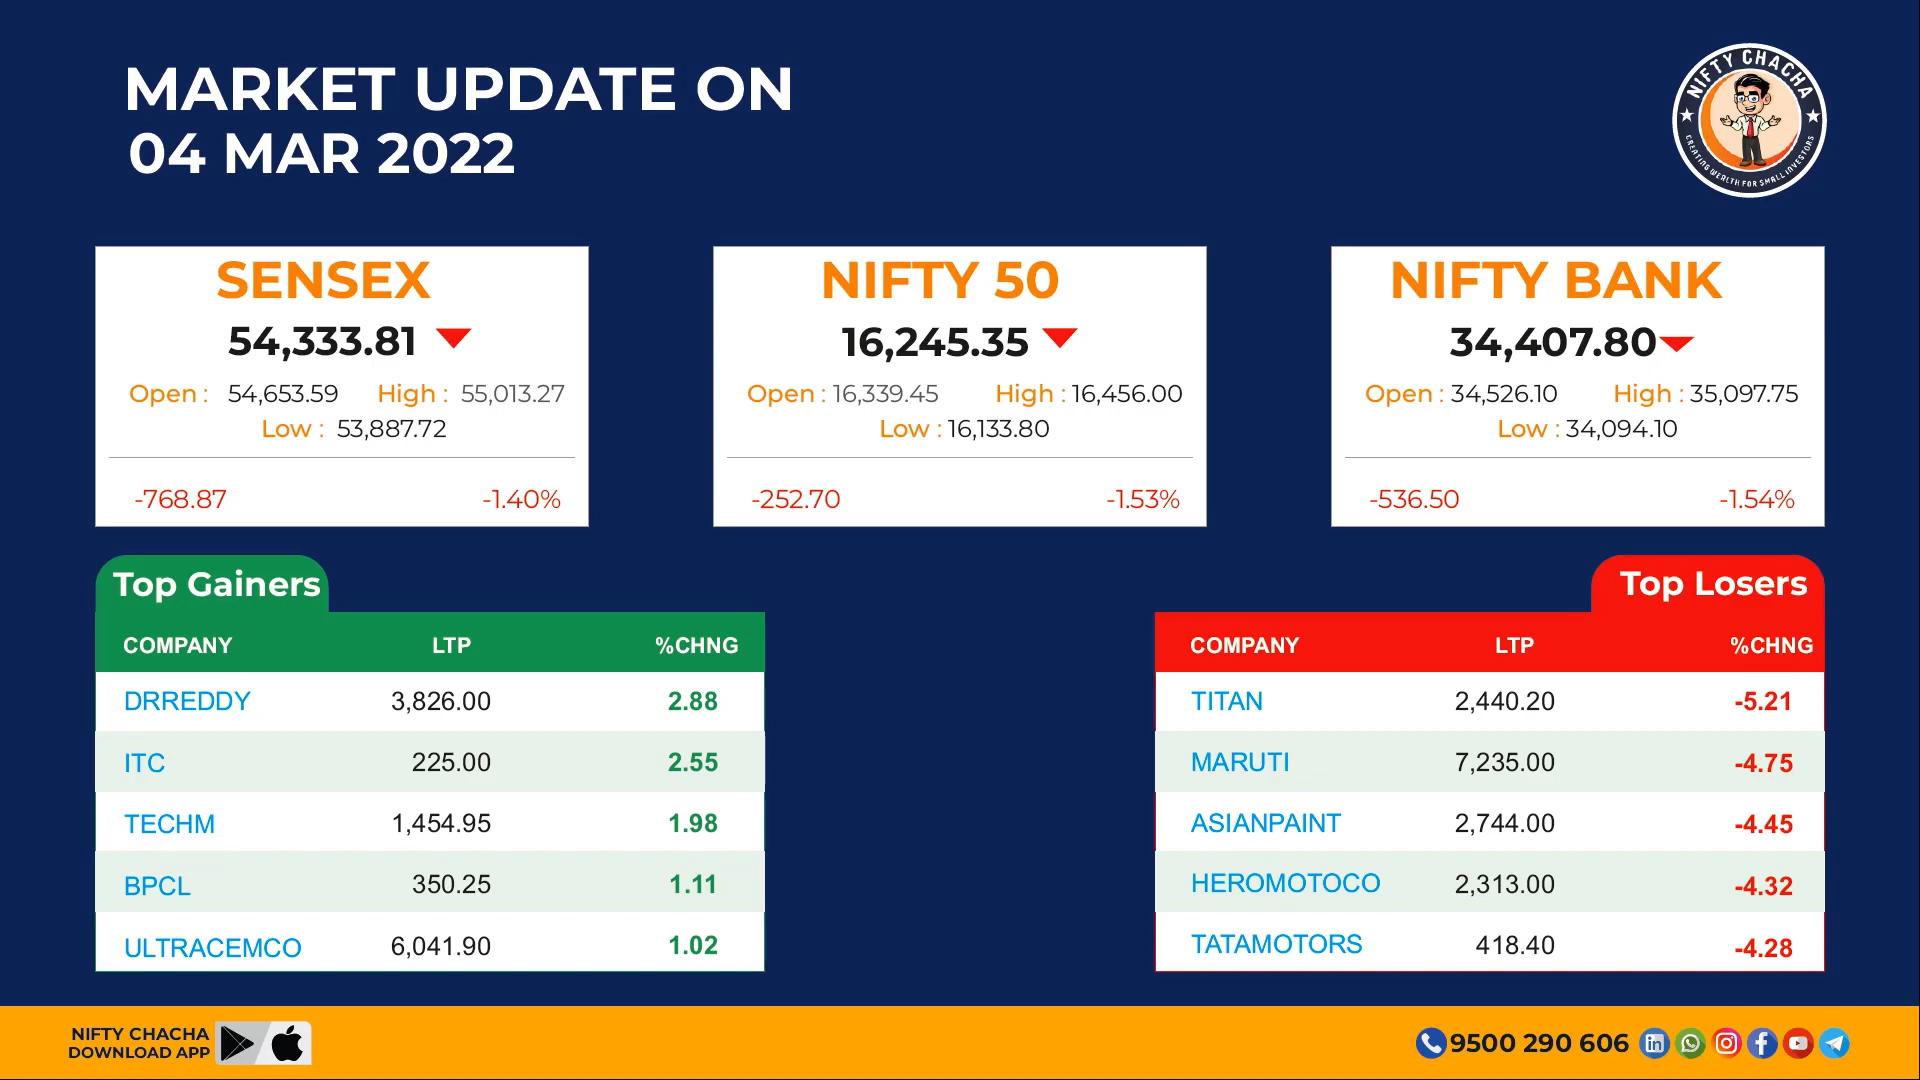 MARKET UPDATE ON
04 MAR 2022
NIFTY CHACHA
CREATING WEALTH FOR SMALL INVESTORS
SENSEX
54,333.81
Open : 54,653.59 High : 55,013.27
Low : 53,887.72
-768.87 -1.40%
NIFTY 50
16,245.35
Open : 16,339.45 High : 16,456.00
Low : 16,133.80
-252.70 -1.53%
NIFTY BANK
34,407.80
Open : 34,526.10 High : 35,097.75
Low : 34,094.10
-536.50 -1.54%
Top Gainers
COMPANY LTP %CHNG
DRREDDY 3,826.00 2.88
ITC 225.00 2.55
TECHM 1,454.95 1.98
BPCL 350.25 1.11
ULTRACEMCO 6,041.90 1.02
Top Losers
COMPANY LTP %CHNG
TITAN 2,440.20 -5.21
MARUTI 7,235.00 -4.75
ASIANPAINT 2,744.00 -4.45
HEROMOTOCO 2,313.00 -4.32
TATAMOTORS 418.40 -4.28
NIFTY CHACHA
DOWNLOAD APP
9500 290 606